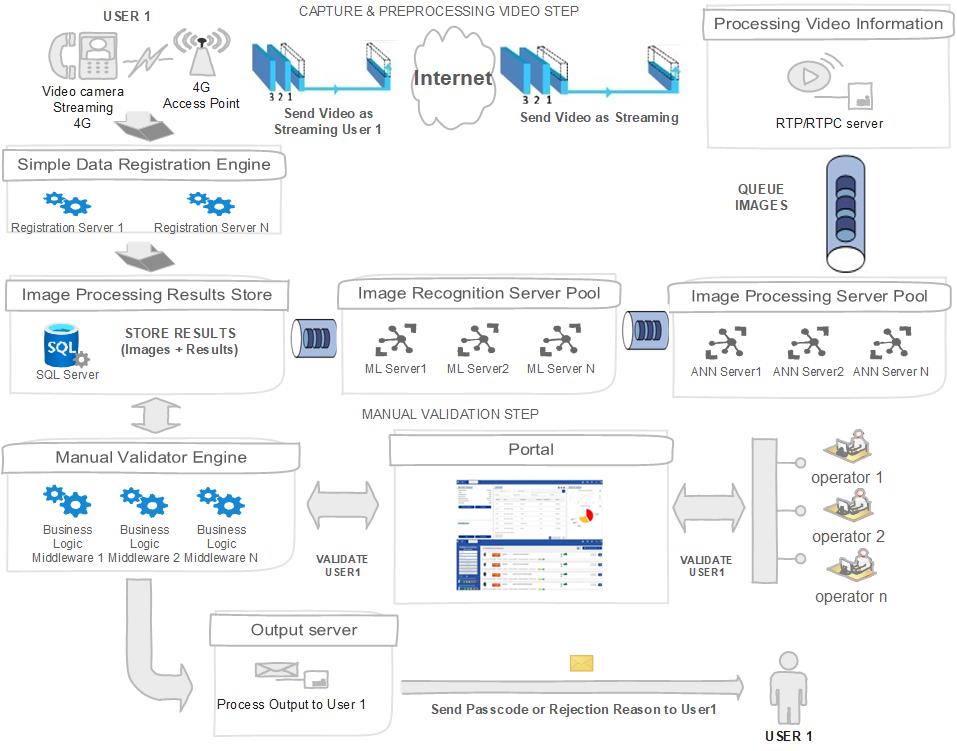 USER 1
CAPTURE & PREPROCESSING VIDEO STEP
Processing Video Information
Video camera
Streaming
4G
4G
Access Point
3 2 1
Send Video as
Streaming User 1
Internet
3 2 1
Send Video as Streaming
RTP/RTPC server
Simple Data Registration Engine
Registration Server 1
Registration Server N
QUEUE
IMAGES
Image Processing Results Store
SQL
SQL Server
STORE RESULTS
(Images + Results)
Image Recognition Server Pool
ML Server1
ML Server2
ML Server N
Image Processing Server Pool
ANN Server1
ANN Server2
ANN Server N
MANUAL VALIDATION STEP
Manual Validator Engine
Business
Logic
Middleware 1
Business
Logic
Middleware 2
Business
Logic
Middleware N
VALIDATE
USER1
Portal
VALIDATE
USER1
operator 1
operator 2
operator n
Output server
Process Output to User 1
Send Passcode or Rejection Reason to User1
USER 1